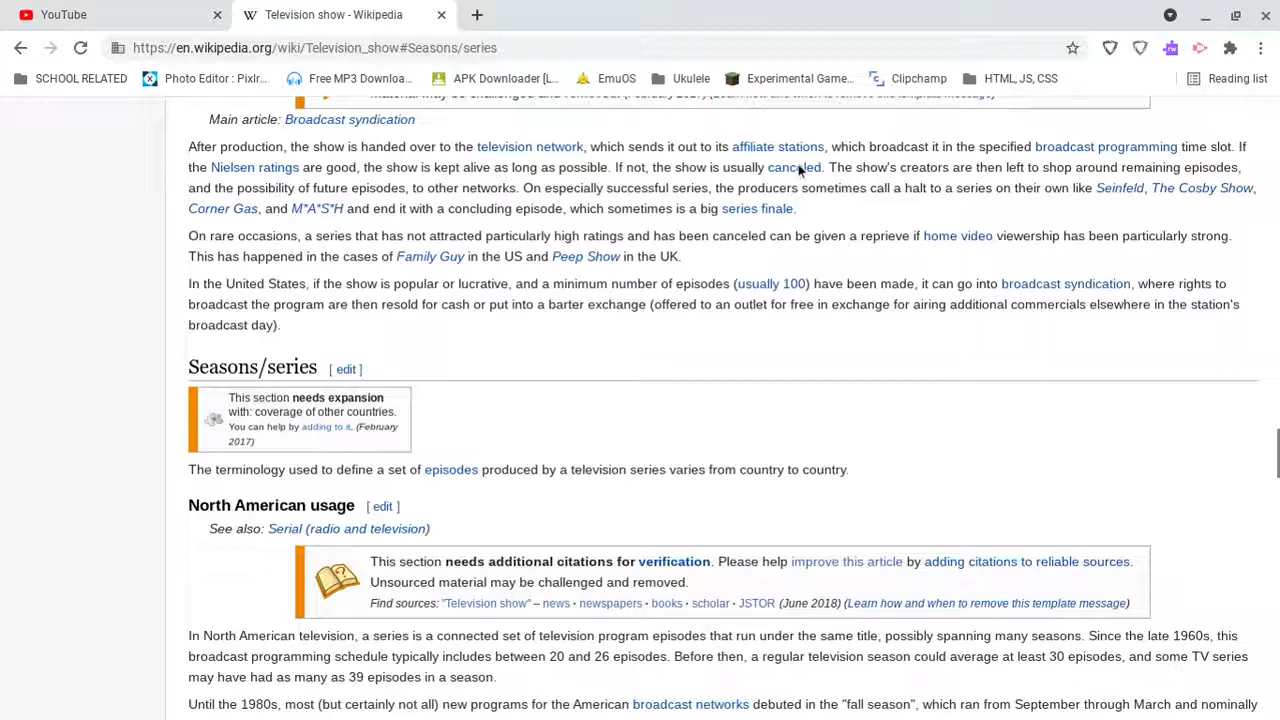 YouTube
Television show - Wikipedia
https://en.wikipedia.org/wiki/Television_show#Seasons/series
SCHOOL RELATED Photo Editor : Pixlr... Free MP3 Downloa... APK Downloader [L... EmuOS Ukulele Experimental Game... Clipchamp HTML, JS, CSS Reading list
Main article: Broadcast syndication
After production, the show is handed over to the television network, which sends it out to its affiliate stations, which broadcast it in the specified broadcast programming time slot. If
the Nielsen ratings are good, the show is kept alive as long as possible. If not, the show is usually canceled. The show's creators are then left to shop around remaining episodes,
and the possibility of future episodes, to other networks. On especially successful series, the producers sometimes call a halt to a series on their own like Seinfeld, The Cosby Show,
Corner Gas, and M*A*S*H and end it with a concluding episode, which sometimes is a big series finale.
On rare occasions, a series that has not attracted particularly high ratings and has been canceled can be given a reprieve if home video viewership has been particularly strong.
This has happened in the cases of Family Guy in the US and Peep Show in the UK.
In the United States, if the show is popular or lucrative, and a minimum number of episodes (usually 100) have been made, it can go into broadcast syndication, where rights to
broadcast the program are then resold for cash or put into a barter exchange (offered to an outlet for free in exchange for airing additional commercials elsewhere in the station's
broadcast day).
Seasons/series [ edit ]
This section needs expansion
with: coverage of other countries.
You can help by adding to it. (February
2017)
The terminology used to define a set of episodes produced by a television series varies from country to country.
North American usage [ edit ]
See also: Serial (radio and television)
This section needs additional citations for verification. Please help improve this article by adding citations to reliable sources.
Unsourced material may be challenged and removed.
Find sources: "Television show" – news · newspapers · books · scholar · JSTOR (June 2018) (Learn how and when to remove this template message)
In North American television, a series is a connected set of television program episodes that run under the same title, possibly spanning many seasons. Since the late 1960s, this
broadcast programming schedule typically includes between 20 and 26 episodes. Before then, a regular television season could average at least 30 episodes, and some TV series
may have had as many as 39 episodes in a season.
Until the 1980s, most (but certainly not all) new programs for the American broadcast networks debuted in the "fall season", which ran from September through March and nominally